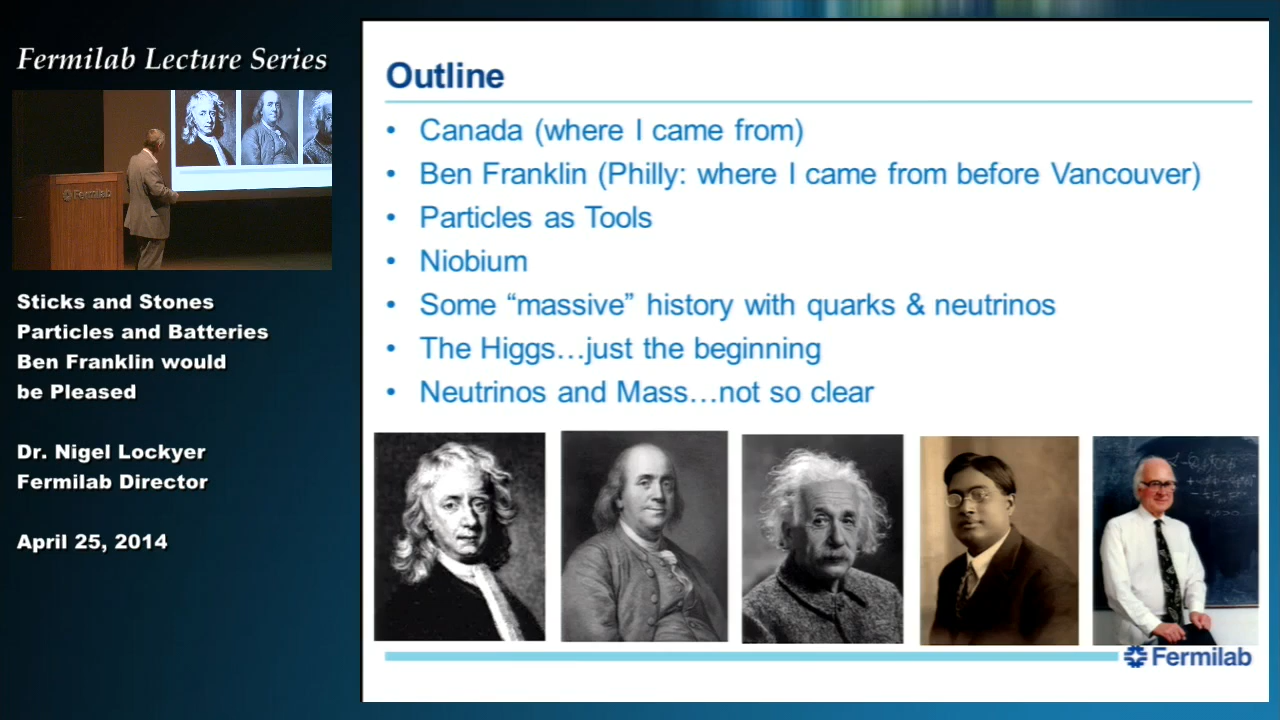 Fermilab Lecture Series
Fermilab
Sticks and Stones
Particles and Batteries
Ben Franklin would
be Pleased
Dr. Nigel Lockyer
Fermilab Director
April 25, 2014
Outline
• Canada (where I came from)
• Ben Franklin (Philly: where I came from before Vancouver)
• Particles as Tools
• Niobium
• Some “massive” history with quarks & neutrinos
• The Higgs…just the beginning
• Neutrinos and Mass…not so clear
Fermilab